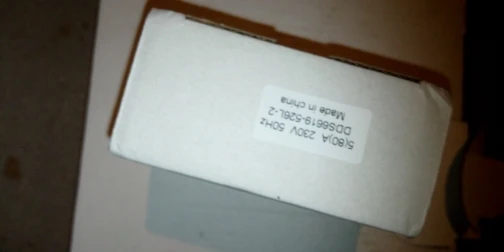 5(80)A 230V 50Hz
DDS6619-526L-2
Made in china